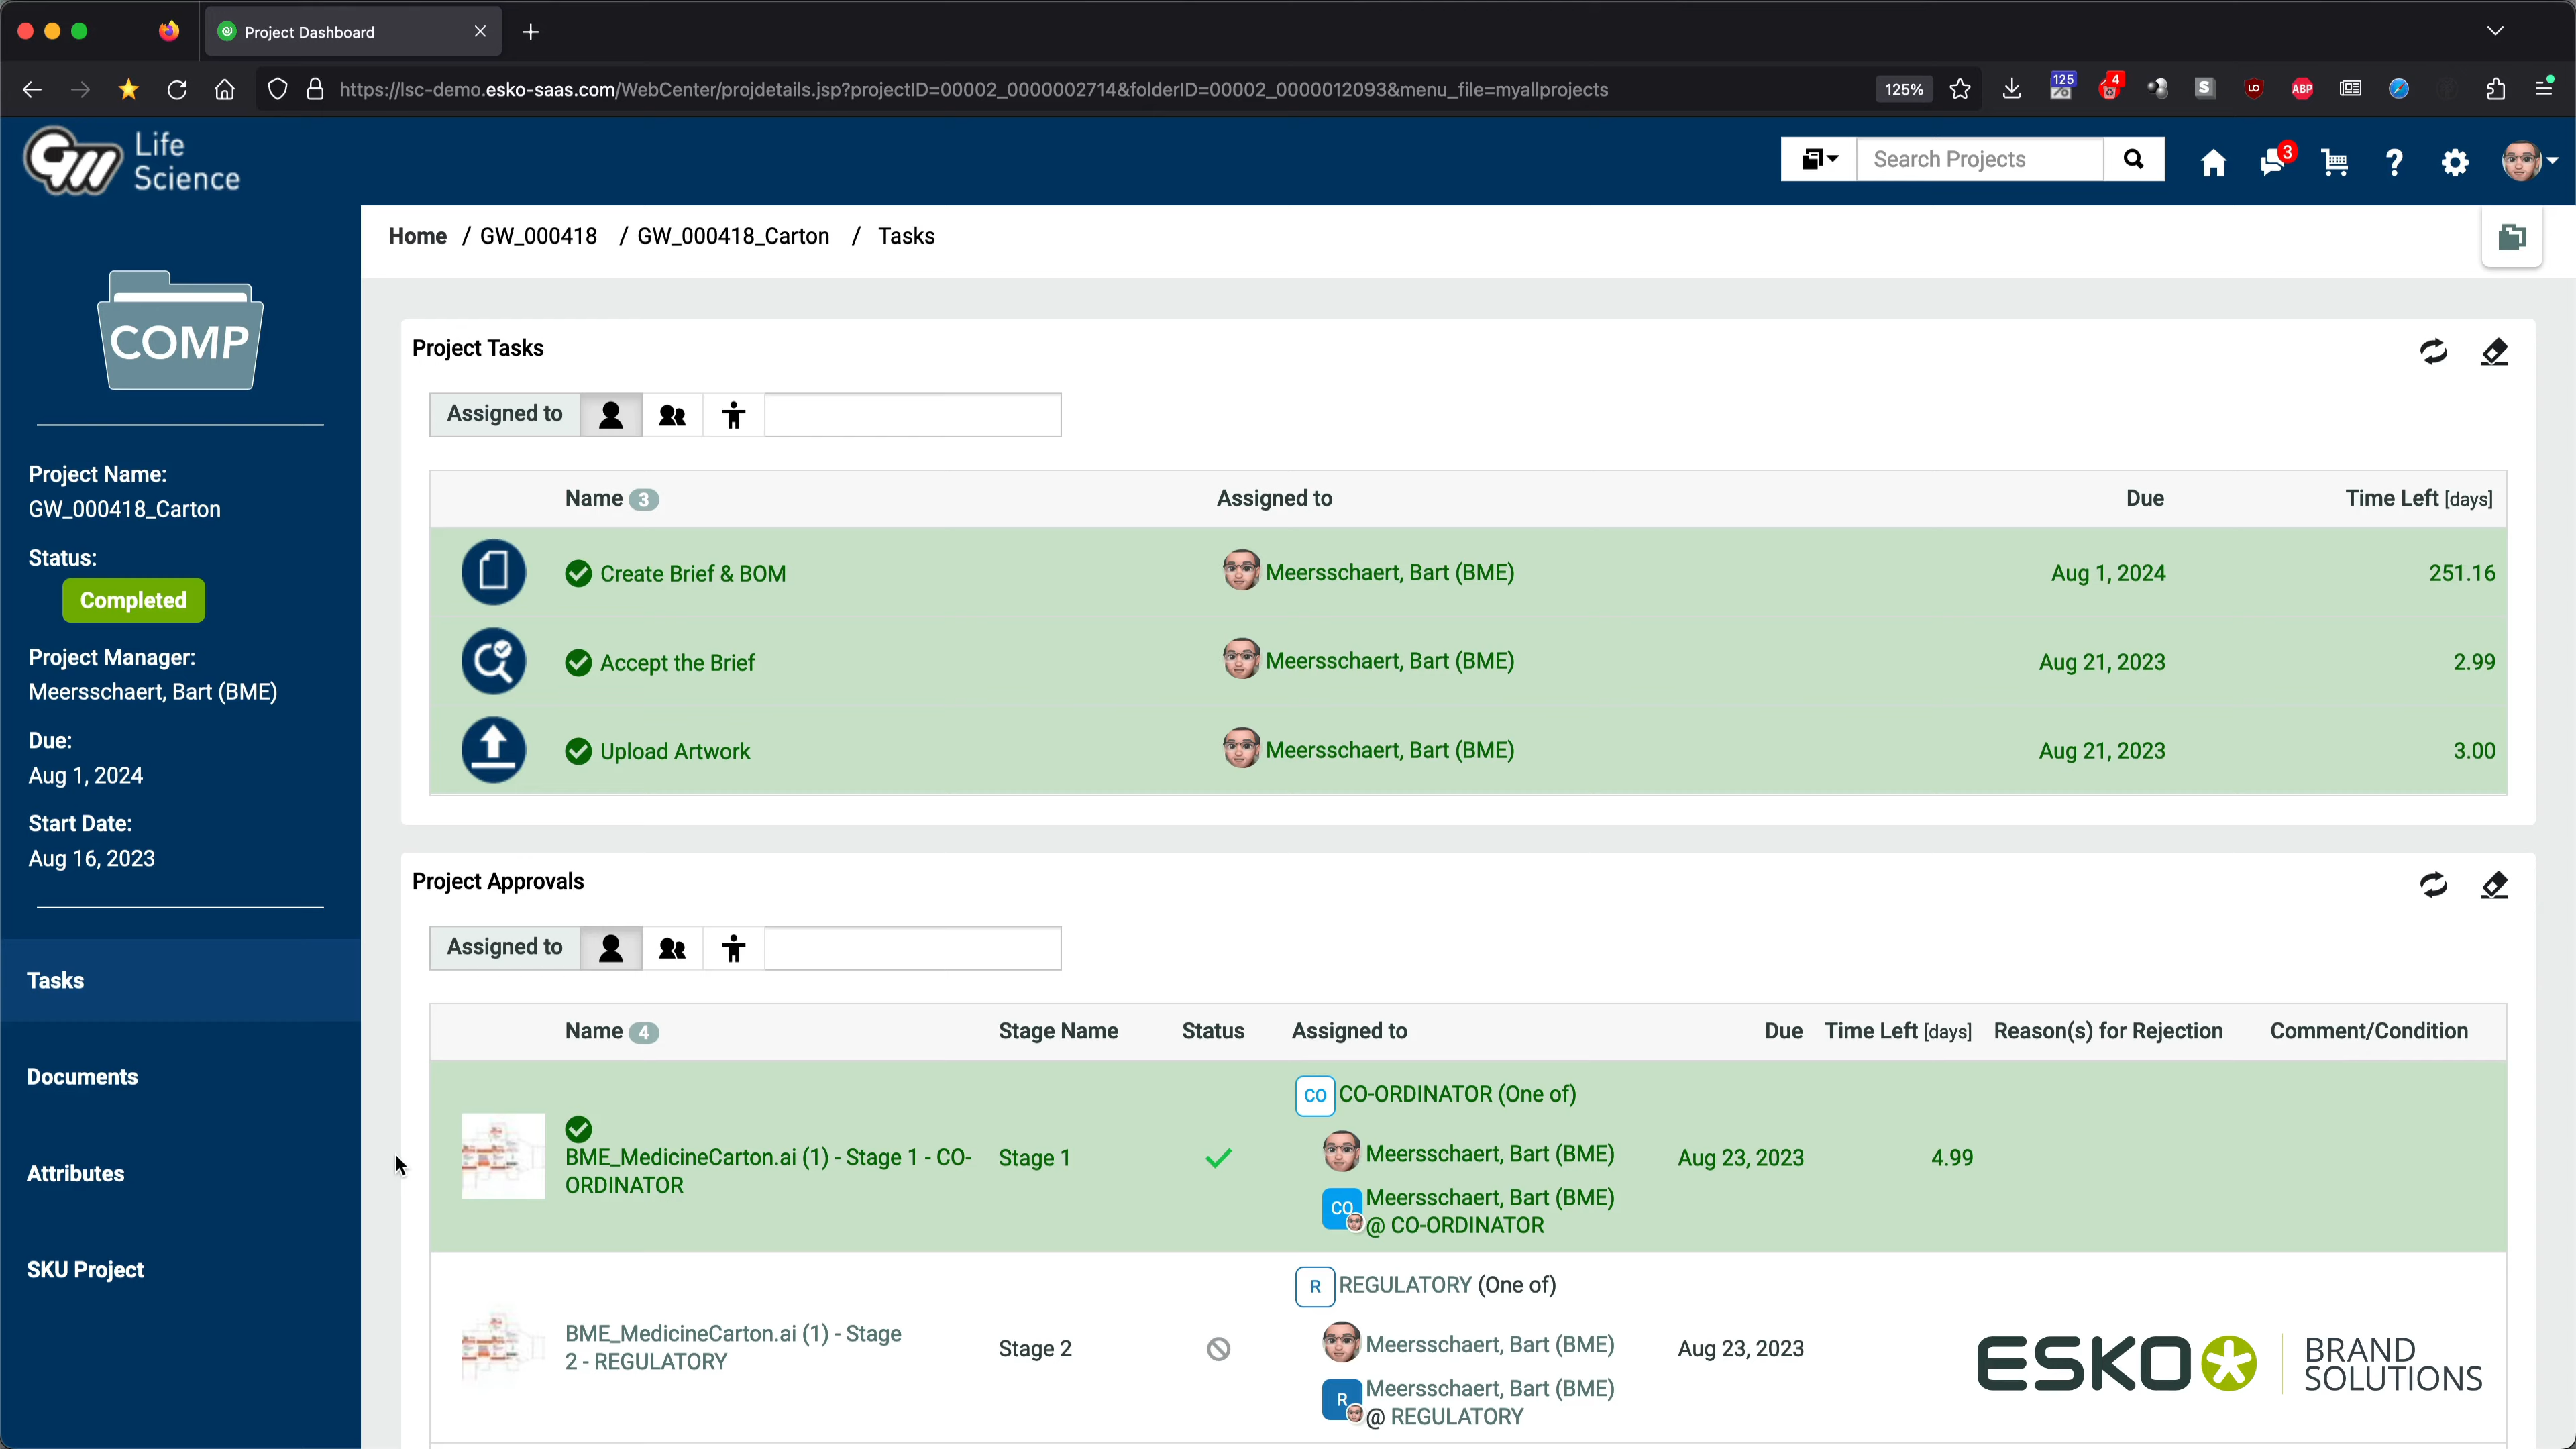 Project Dashboard
https://lsc-demo.esko-saas.com/WebCenter/projdetails.jsp?projectID=00002_0000002714&folderID=00002_0000012093&menu_file=myallprojects
125%
125
4
S
ABP
GW Life
Science
Search Projects
3
Home / GW_000418 / GW_000418_Carton / Tasks
COMP
Project Name:
GW_000418_Carton
Status:
Completed
Project Manager:
Meersschaert, Bart (BME)
Due:
Aug 1, 2024
Start Date:
Aug 16, 2023
Tasks
Documents
Attributes
SKU Project
Project Tasks
Assigned to
Name 3 Assigned to Due Time Left [days]
Create Brief & BOM Meersschaert, Bart (BME) Aug 1, 2024 251.16
Accept the Brief Meersschaert, Bart (BME) Aug 21, 2023 2.99
Upload Artwork Meersschaert, Bart (BME) Aug 21, 2023 3.00
Project Approvals
Assigned to
Name 4 Stage Name Status Assigned to Due Time Left [days] Reason(s) for Rejection Comment/Condition
CO CO-ORDINATOR (One of)
BME_MedicineCarton.ai (1) - Stage 1 - CO-
ORDINATOR
Stage 1
Meersschaert, Bart (BME)
Aug 23, 2023 4.99
CO Meersschaert, Bart (BME)
@ CO-ORDINATOR
R REGULATORY (One of)
BME_MedicineCarton.ai (1) - Stage
2 - REGULATORY
Stage 2
Meersschaert, Bart (BME)
Aug 23, 2023
R Meersschaert, Bart (BME)
@ REGULATORY
ESKO BRAND
SOLUTIONS